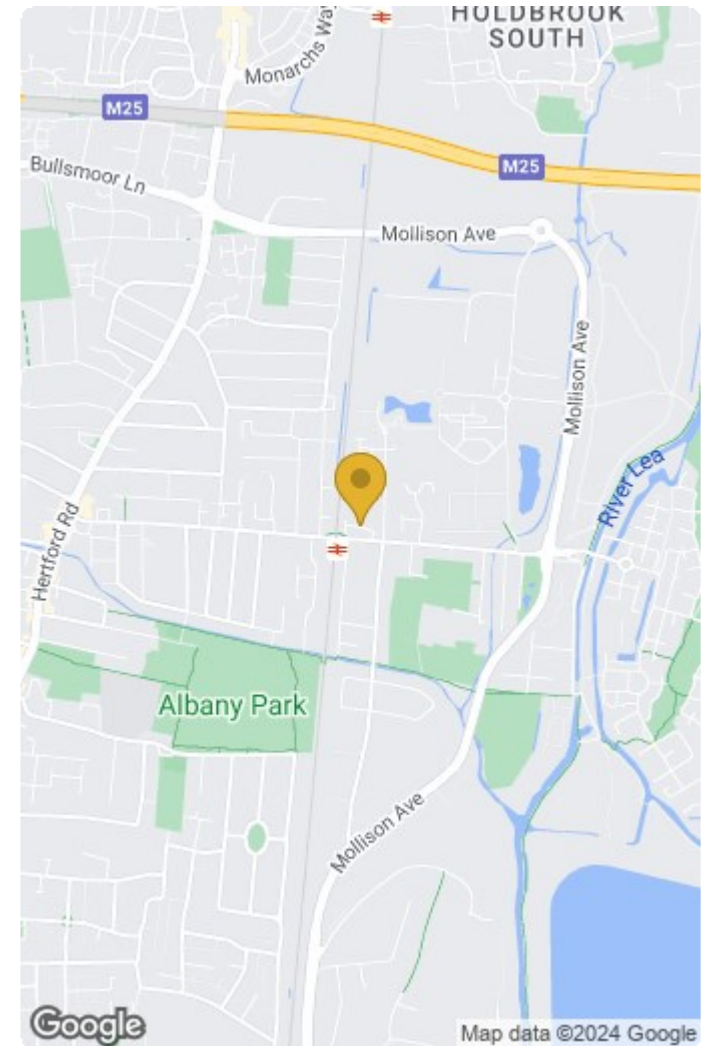 HOLDBROOK
SOUTH
Monarchs Way
M25
M25
Bullsmoor Ln
Mollison Ave
Mollison Ave
River Lea
Hertford Rd
Albany Park
Mollison Ave
Google
Map data ©2024 Google